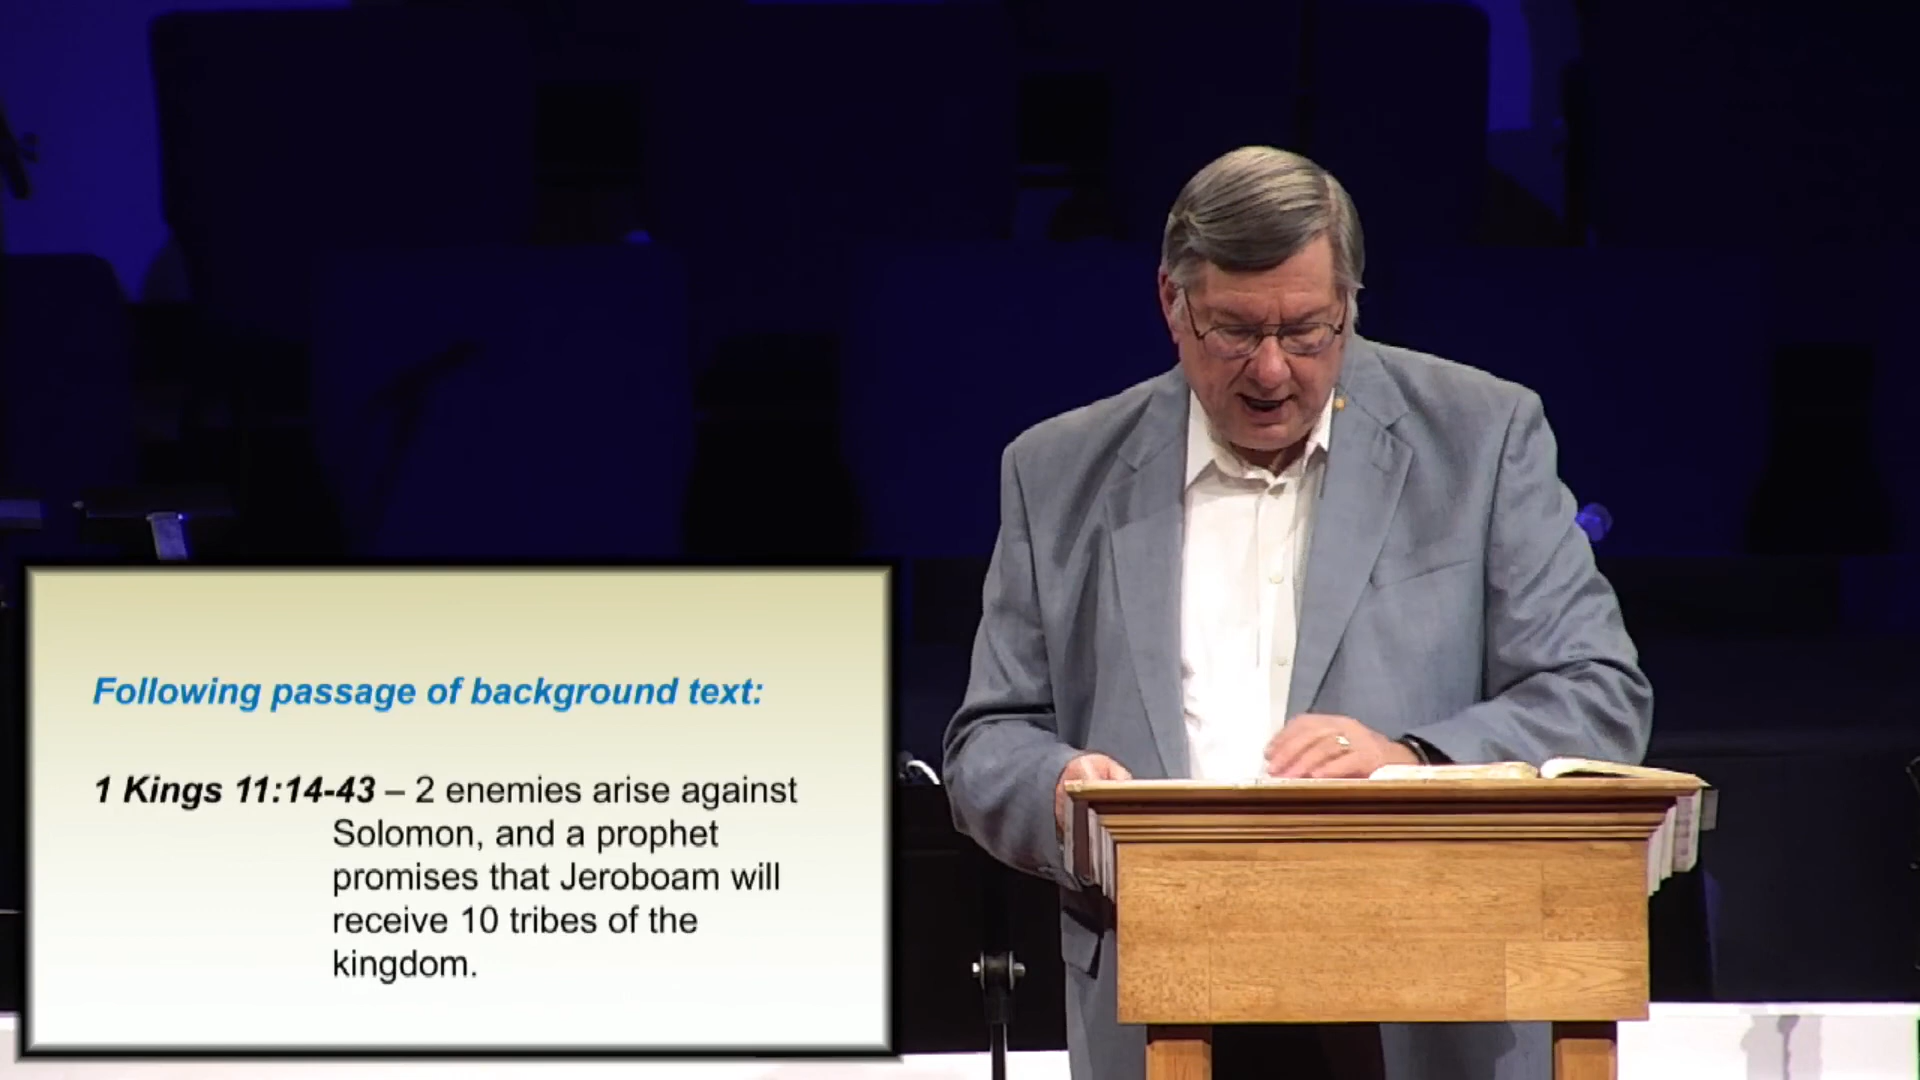 Following passage of background text:
1 Kings 11:14-43 – 2 enemies arise against
Solomon, and a prophet
promises that Jeroboam will
receive 10 tribes of the
kingdom.